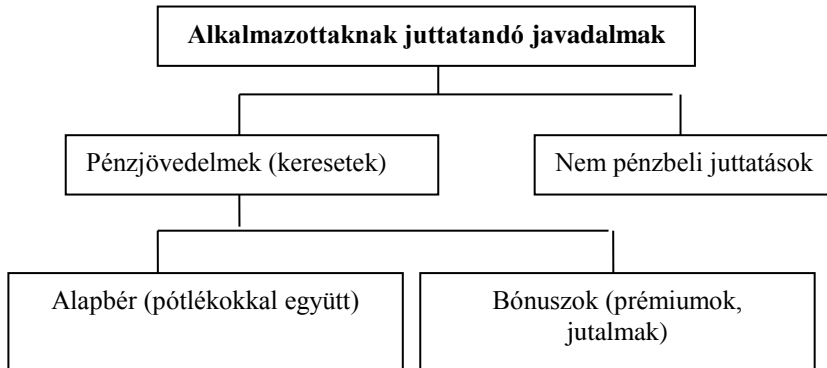 Alkalmazottaknak juttatandó javadalmak
Pénzjövedelmek (keresetek)
Nem pénzbeli juttatások
Alapbér (pótlékokkal együtt)
Bónuszok (prémiumok,
jutalmak)